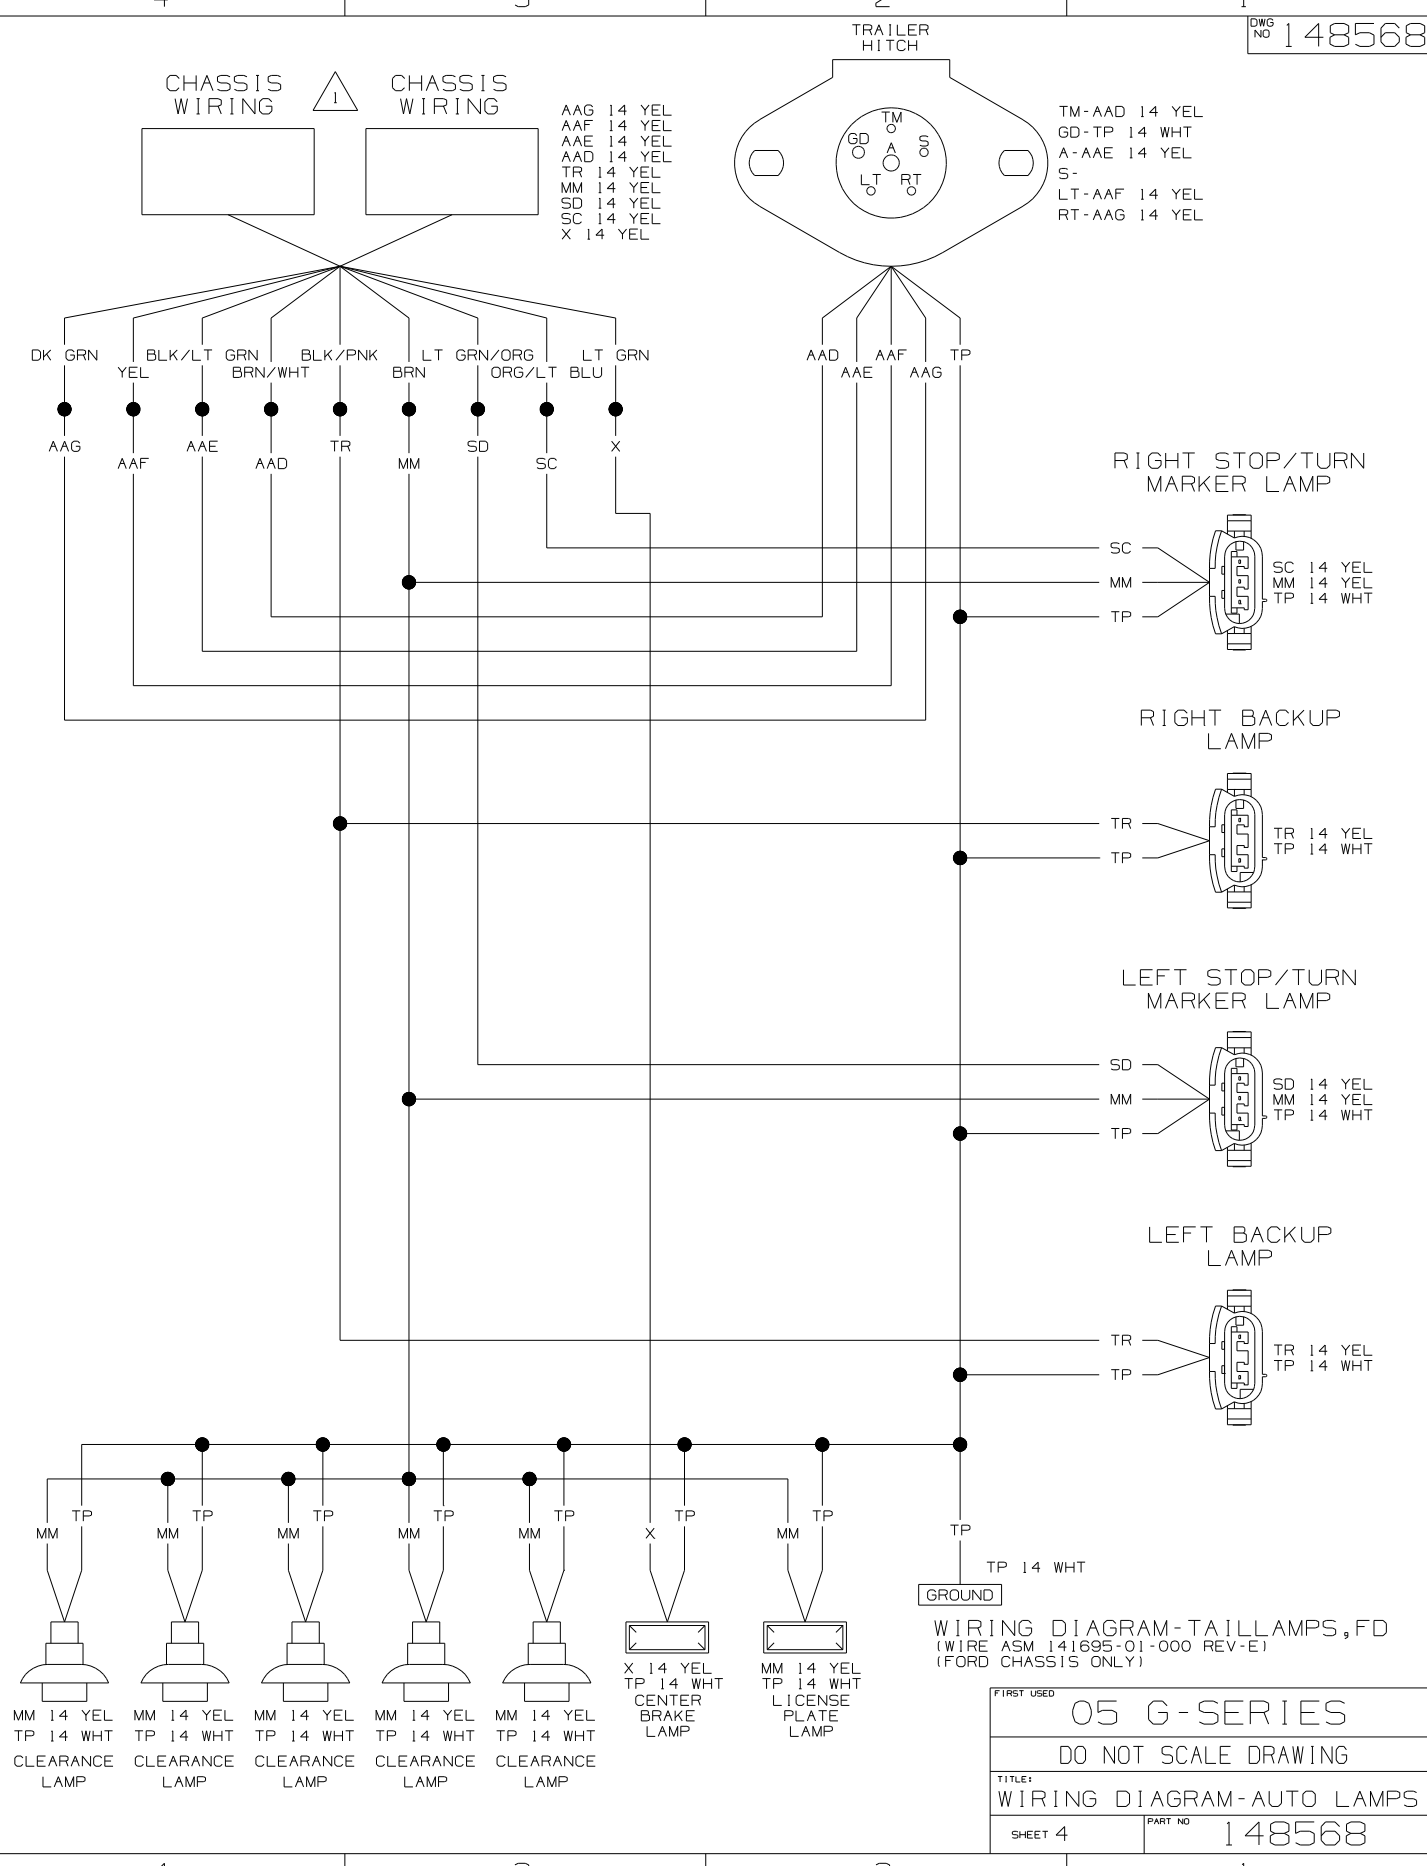 DWG NO 148568
TRAILER
HITCH
CHASSIS
WIRING
1
CHASSIS
WIRING
AAG 14 YEL
AAF 14 YEL
AAE 14 YEL
AAD 14 YEL
TR 14 YEL
MM 14 YEL
SD 14 YEL
SC 14 YEL
X 14 YEL
TM
GD
A
S
LT
RT
TM-AAD 14 YEL
GD-TP 14 WHT
A-AAE 14 YEL
S-
LT-AAF 14 YEL
RT-AAG 14 YEL
DK GRN
YEL
BLK/LT GRN
BRN/WHT
BLK/PNK
BRN
LT GRN/ORG
ORG/LT BLU
LT GRN
AAD
AAE
AAF
AAG
TP
AAG
AAF
AAE
AAD
TR
MM
SD
SC
X
RIGHT STOP/TURN
MARKER LAMP
SC
MM
TP
SC 14 YEL
MM 14 YEL
TP 14 WHT
RIGHT BACKUP
LAMP
TR
TP
TR 14 YEL
TP 14 WHT
LEFT STOP/TURN
MARKER LAMP
SD
MM
TP
SD 14 YEL
MM 14 YEL
TP 14 WHT
LEFT BACKUP
LAMP
TR
TP
TR 14 YEL
TP 14 WHT
MM
TP
MM
TP
MM
TP
MM
TP
MM
TP
X
TP
MM
TP
TP
TP 14 WHT
GROUND
MM 14 YEL
TP 14 WHT
CLEARANCE
LAMP
MM 14 YEL
TP 14 WHT
CLEARANCE
LAMP
MM 14 YEL
TP 14 WHT
CLEARANCE
LAMP
MM 14 YEL
TP 14 WHT
CLEARANCE
LAMP
MM 14 YEL
TP 14 WHT
CLEARANCE
LAMP
X 14 YEL
TP 14 WHT
CENTER
BRAKE
LAMP
MM 14 YEL
TP 14 WHT
LICENSE
PLATE
LAMP
WIRING DIAGRAM-TAILLAMPS,FD
(WIRE ASM 141695-01-000 REV-E)
(FORD CHASSIS ONLY)
FIRST USED
05 G-SERIES
DO NOT SCALE DRAWING
TITLE:
WIRING DIAGRAM-AUTO LAMPS
SHEET 4
PART NO
148568